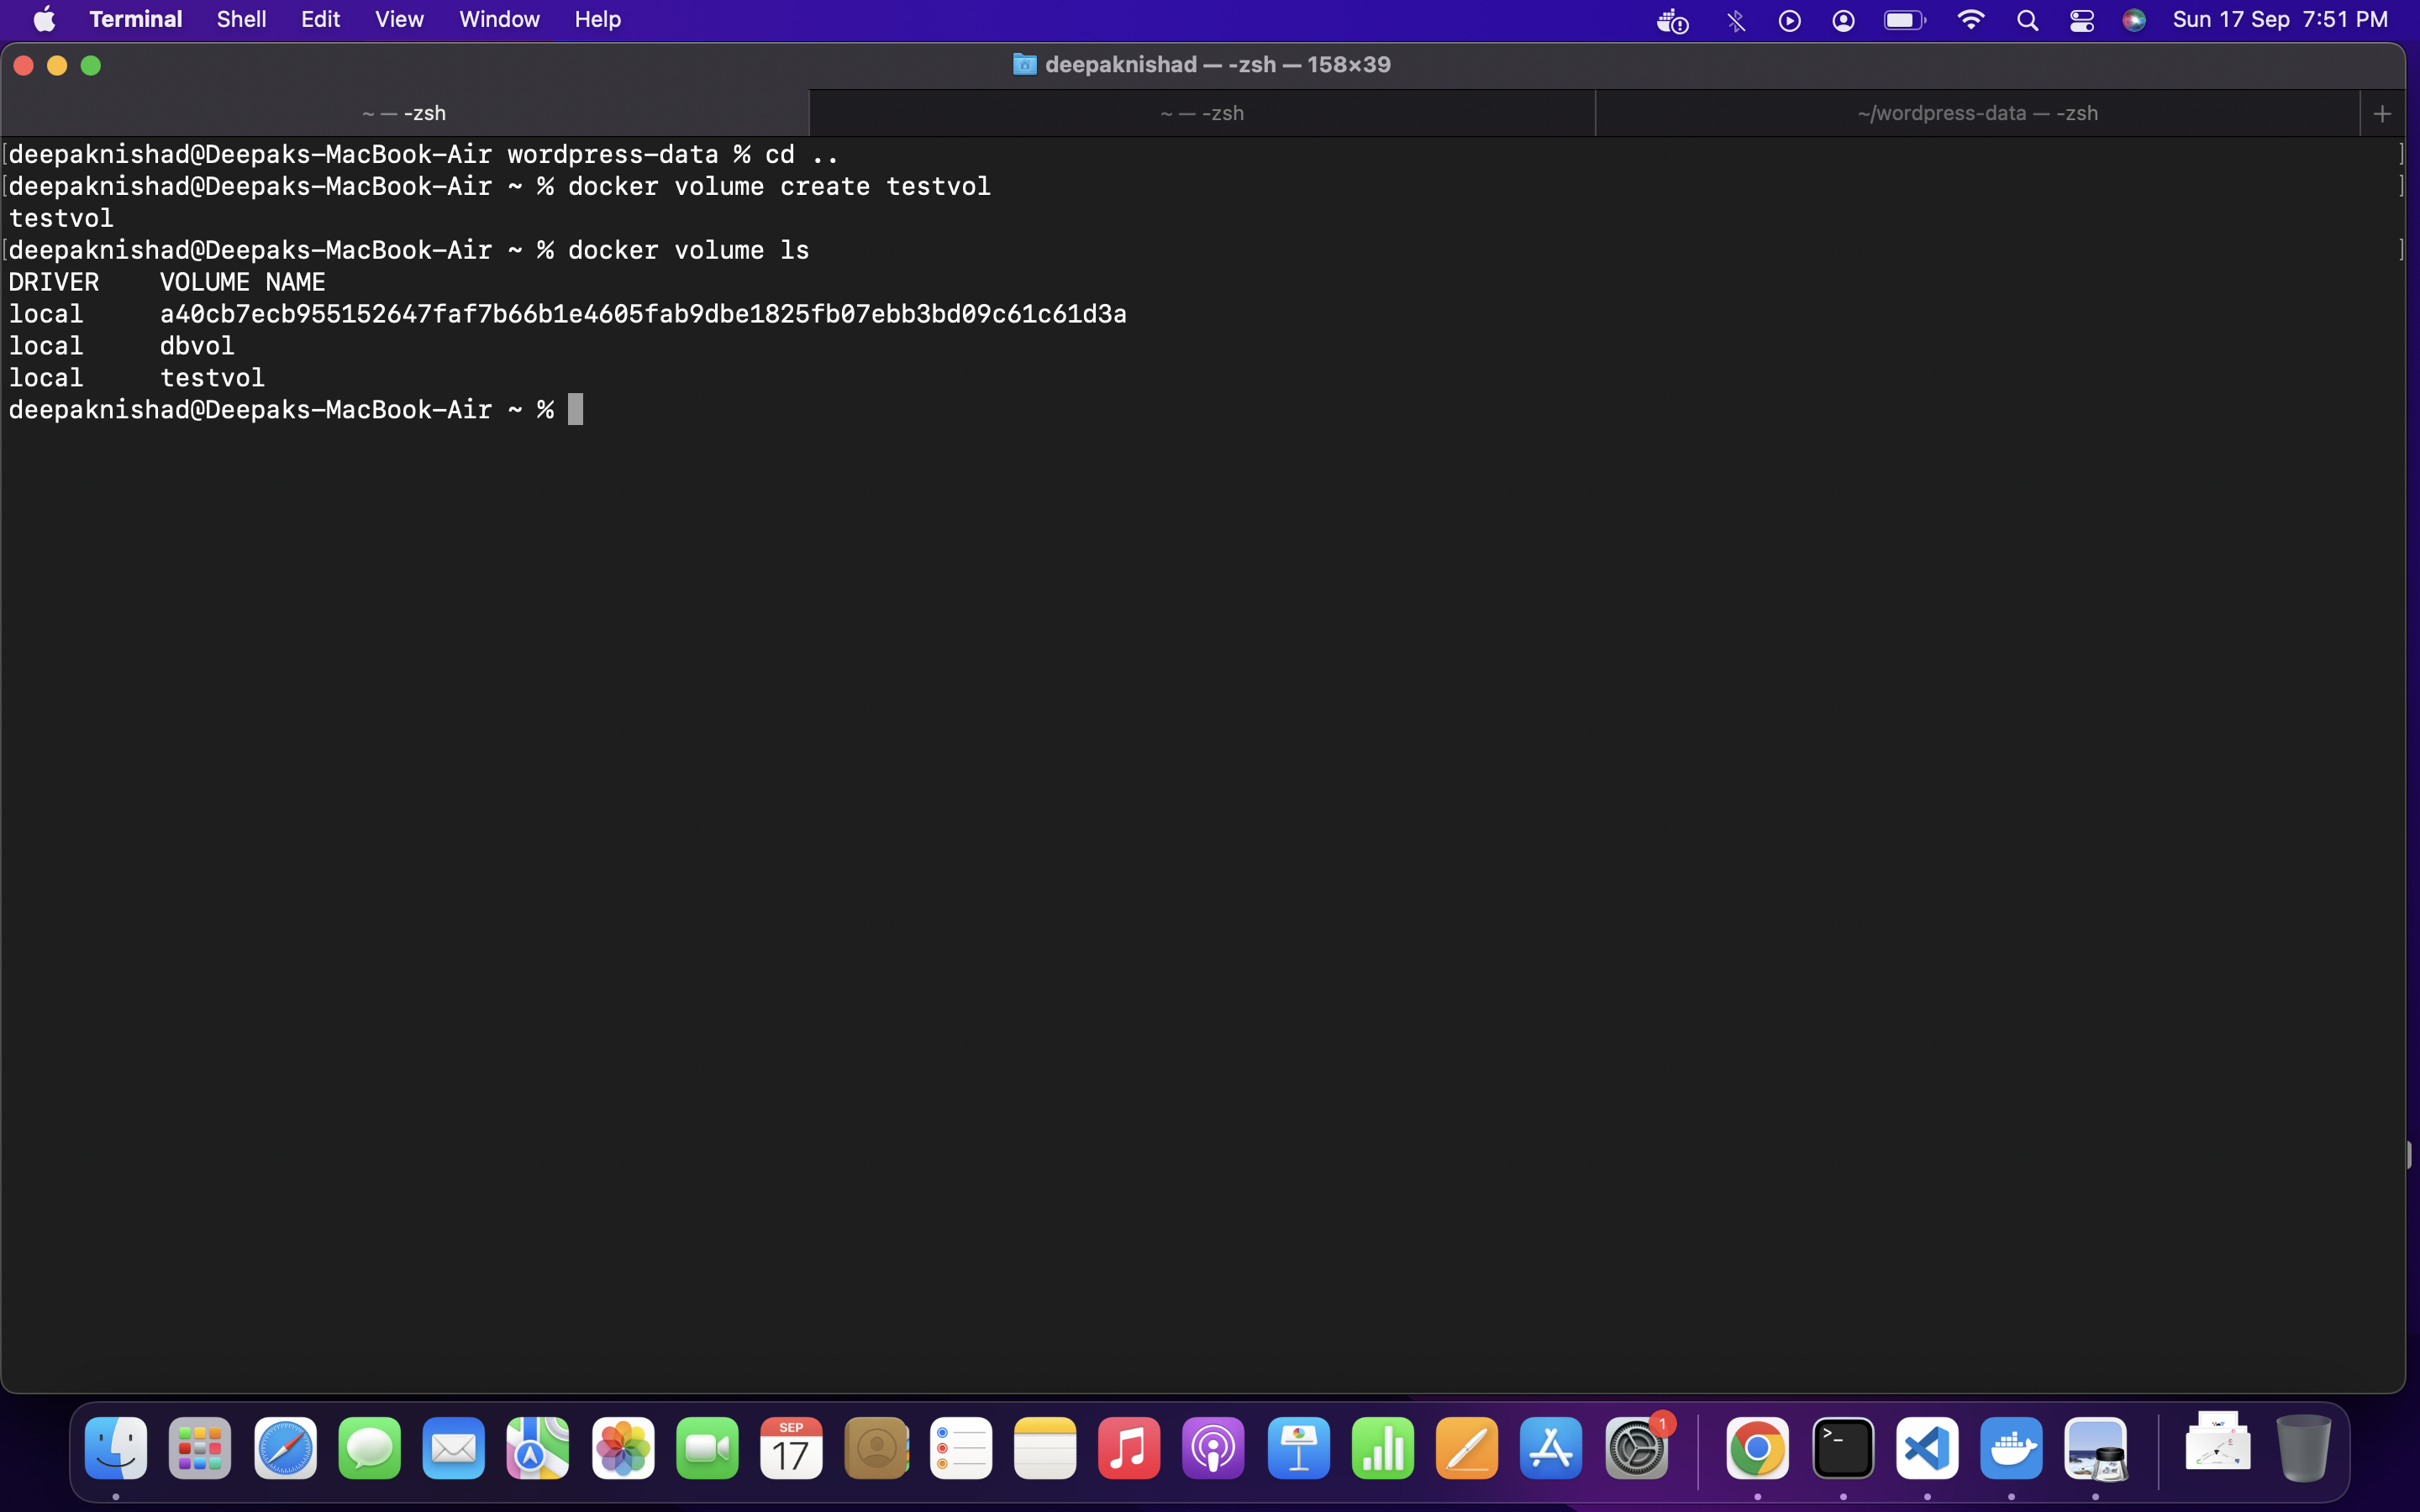 Terminal Shell Edit View Window Help Sun 17 Sep 7:51 PM
deepaknishad — -zsh — 158×39
~ — -zsh ~ — -zsh ~/wordpress-data — -zsh
[deepaknishad@Deepaks-MacBook-Air wordpress-data % cd .. ]
[deepaknishad@Deepaks-MacBook-Air ~ % docker volume create testvol ]
testvol
[deepaknishad@Deepaks-MacBook-Air ~ % docker volume ls ]
DRIVER VOLUME NAME
local a40cb7ecb955152647faf7b66b1e4605fab9dbe1825fb07ebb3bd09c61c61d3a
local dbvol
local testvol
deepaknishad@Deepaks-MacBook-Air ~ %
SEP
17
1
>_